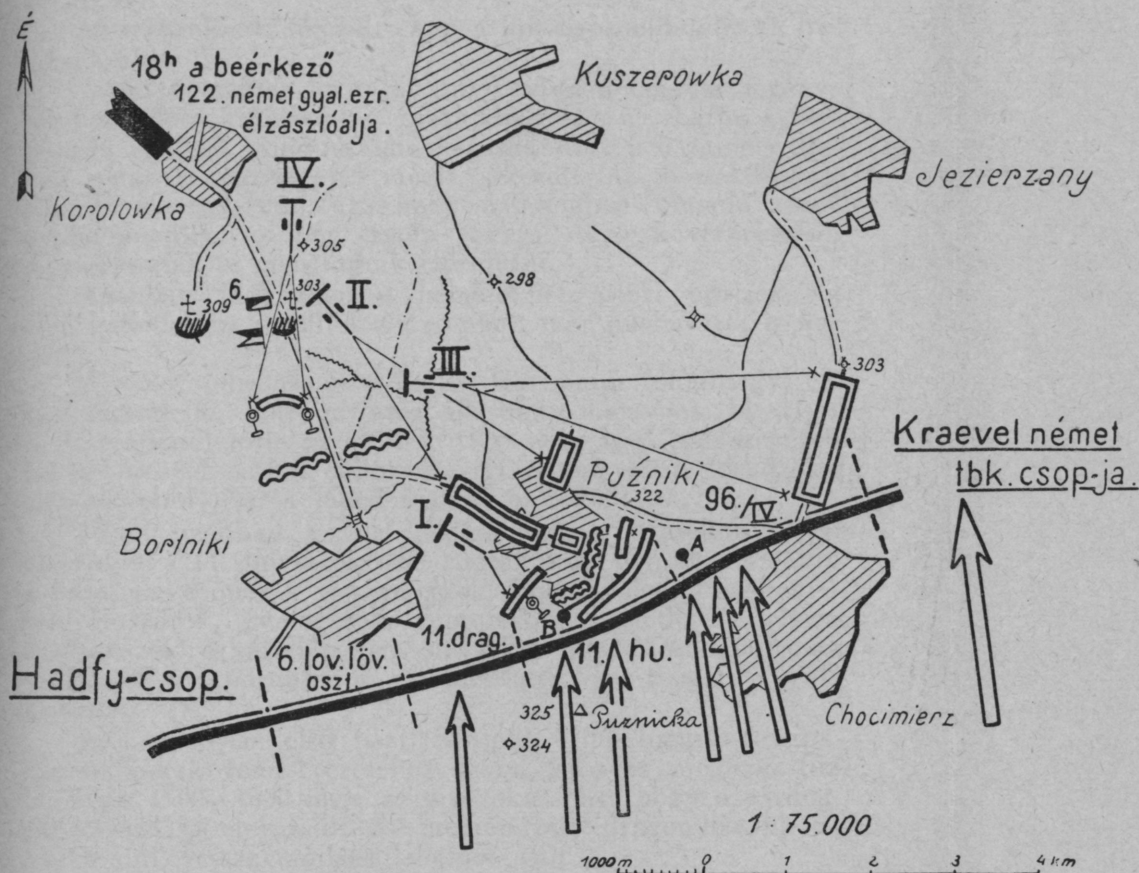 É
18h a beérkező
122. német gyal. ezr.
élzászlóalja.
Kuszerowka
Jezierzany
Korolowka
IV.
305
298
309
6.
303
II.
III.
303
Kraevel német
tbk. csop-ja.
Puźniki
322
96./IV.
I.
A
Bortniki
B
11. drag.
11. hu.
6. lov. löv.
oszt.
Hadfy-csop.
325
Puznicka
Chocimierz
324
1 : 75.000
1000 m 0 1 2 3 4 km